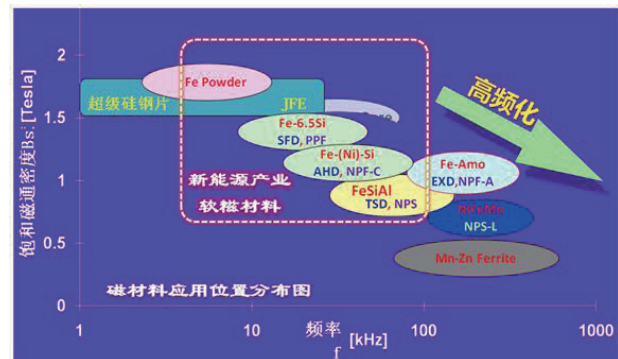 2
1.5
1
0.5
0
饱和磁通密度Bs:[Tesla]
Fe Powder
超级硅钢片
JFE
高频化
Fe-6.5Si
SFD, PPF
Fe-(Ni)-Si
AHD, NPF-C
Fe-Amo
EXD,NPF-A
新能源产业
软磁材料
FeSiAl
TSD, NPS
NPS-L
Mn-Zn Ferrite
磁材料应用位置分布图
1
10
100
1000
频率
f
[kHz]